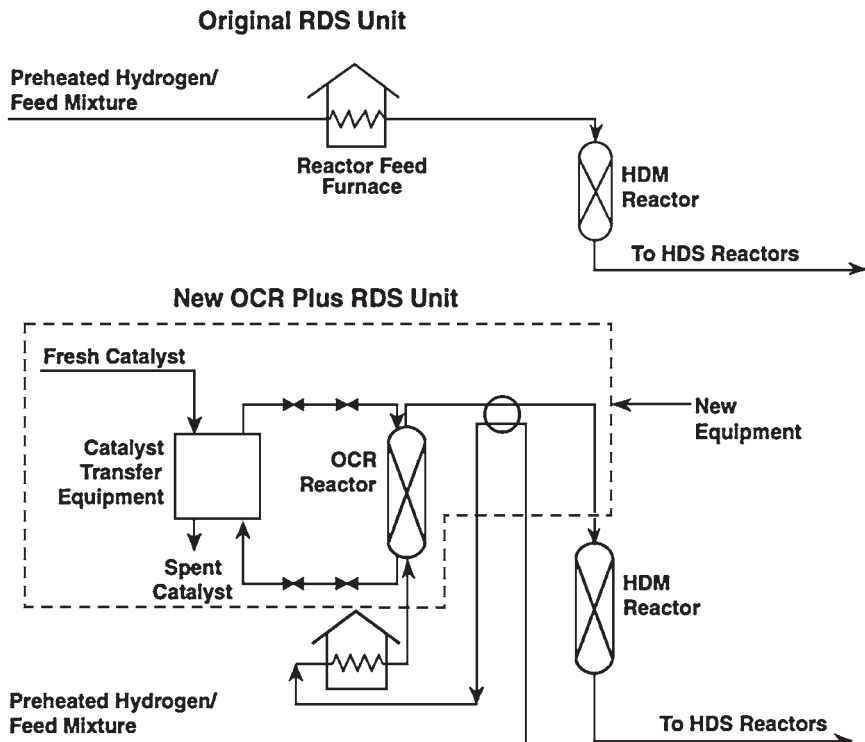 Original RDS Unit
Preheated Hydrogen/
Feed Mixture
Reactor Feed
Furnace
HDM
Reactor
To HDS Reactors
New OCR Plus RDS Unit
Fresh Catalyst
New
Equipment
Catalyst
Transfer
Equipment
OCR
Reactor
Spent
Catalyst
HDM
Reactor
Preheated Hydrogen/
Feed Mixture
To HDS Reactors